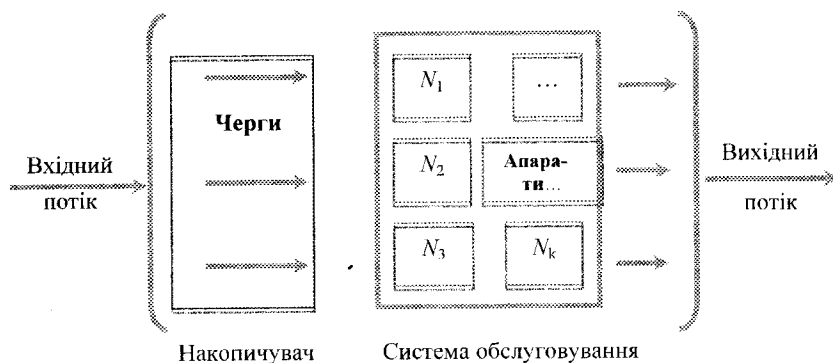 Вхідний
потік
Черги
N1
...
N2
Апара-
ти...
N3
Nk
Вихідний
потік
Накопичувач
Система обслуговування